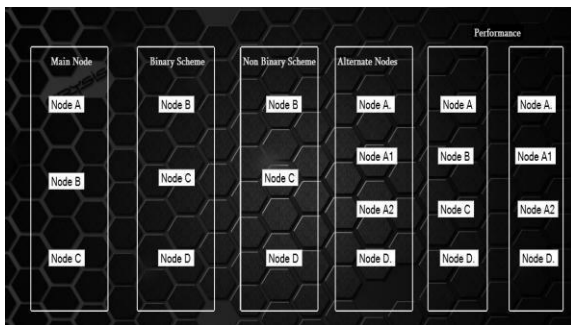 Performance
Main Node
Binary Scheme
Non Binary Scheme
Alternate Nodes
Node A
Node B
Node B
Node A.
Node A
Node A.
Node A1
Node B
Node A1
Node B
Node C
Node C
Node A2
Node C
Node A2
Node C
Node D
Node D
Node D.
Node D.
Node D.